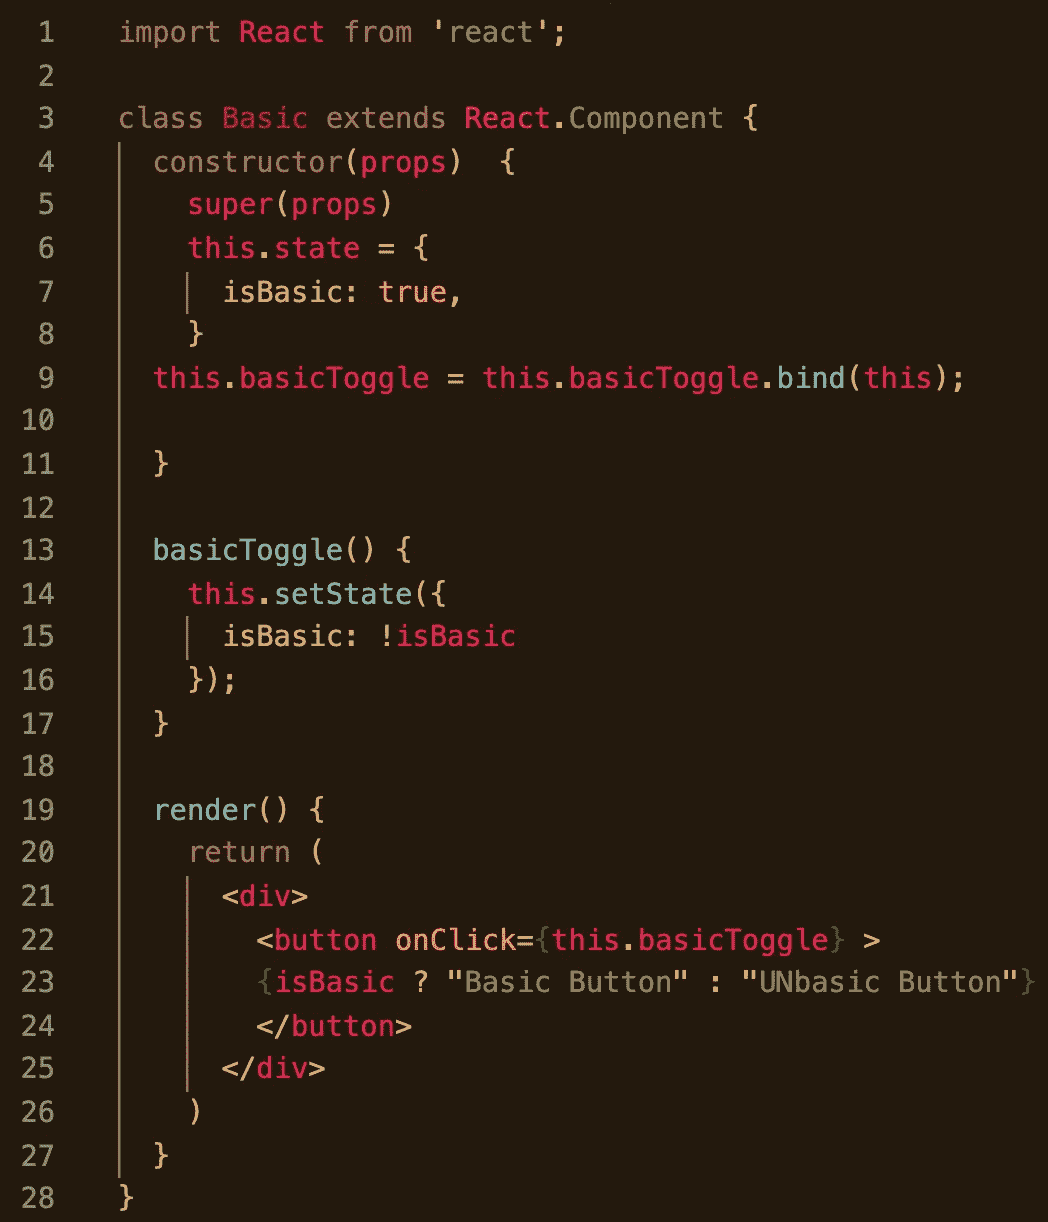 1 import React from 'react';
2
3 class Basic extends React.Component {
4   constructor(props)  {
5     super(props)
6     this.state = {
7       isBasic: true,
8     }
9   this.basicToggle = this.basicToggle.bind(this);
10
11   }
12
13   basicToggle() {
14     this.setState({
15       isBasic: !isBasic
16     });
17   }
18
19   render() {
20     return (
21       <div>
22         <button onClick={this.basicToggle} >
23         {isBasic ? "Basic Button" : "UNbasic Button"}
24         </button>
25       </div>
26     )
27   }
28 }